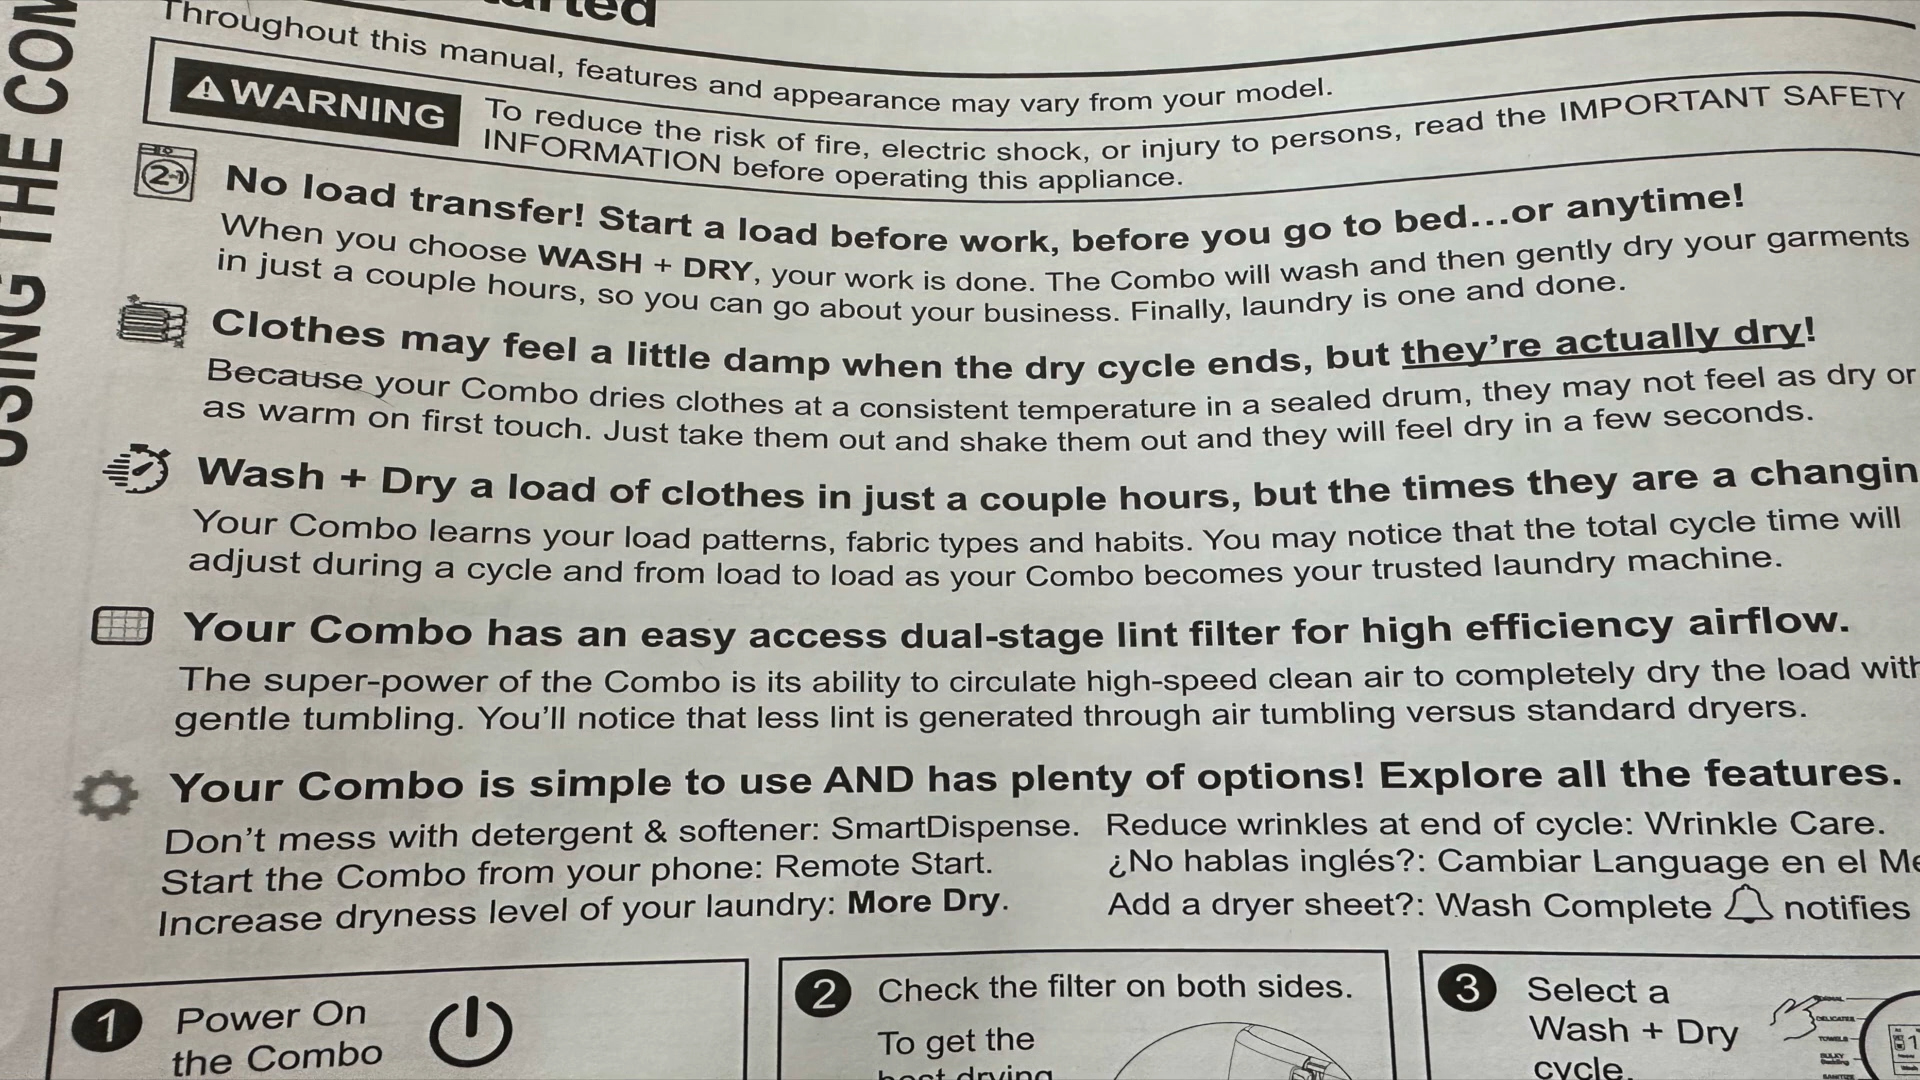 USING THE COM
Throughout this manual, features and appearance may vary from your model.
WARNING
To reduce the risk of fire, electric shock, or injury to persons, read the IMPORTANT SAFETY
INFORMATION before operating this appliance.
No load transfer! Start a load before work, before you go to bed...or anytime!
When you choose WASH + DRY, your work is done. The Combo will wash and then gently dry your garments
in just a couple hours, so you can go about your business. Finally, laundry is one and done.
Clothes may feel a little damp when the dry cycle ends, but they're actually dry!
Because your Combo dries clothes at a consistent temperature in a sealed drum, they may not feel as dry or
as warm on first touch. Just take them out and shake them out and they will feel dry in a few seconds.
Wash + Dry a load of clothes in just a couple hours, but the times they are a changin
Your Combo learns your load patterns, fabric types and habits. You may notice that the total cycle time will
adjust during a cycle and from load to load as your Combo becomes your trusted laundry machine.
Your Combo has an easy access dual-stage lint filter for high efficiency airflow.
The super-power of the Combo is its ability to circulate high-speed clean air to completely dry the load with
gentle tumbling. You'll notice that less lint is generated through air tumbling versus standard dryers.
Your Combo is simple to use AND has plenty of options! Explore all the features.
Don't mess with detergent & softener: SmartDispense.
Start the Combo from your phone: Remote Start.
Increase dryness level of your laundry: More Dry.
Reduce wrinkles at end of cycle: Wrinkle Care.
¿No hablas inglés?: Cambiar Language en el Me
Add a dryer sheet?: Wash Complete notifies
1 Power On
the Combo
2 Check the filter on both sides.
To get the
best drying
3 Select a
Wash + Dry
cycle.
DELICATES
TOWELS
BULKY
Bedding